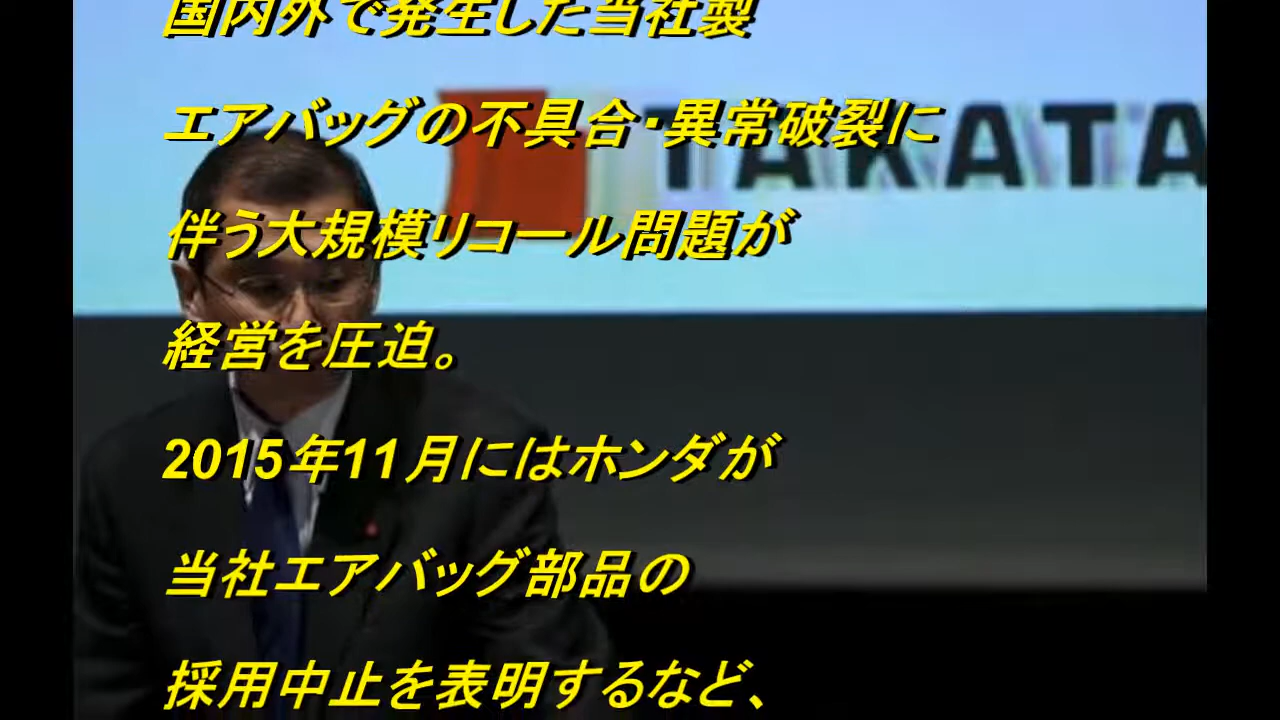 国内外で発生した当社製
TAKATA
エアバッグの不具合・異常破裂に
伴う大規模リコール問題が
経営を圧迫。
2015年11月にはホンダが
当社エアバッグ部品の
採用中止を表明するなど、